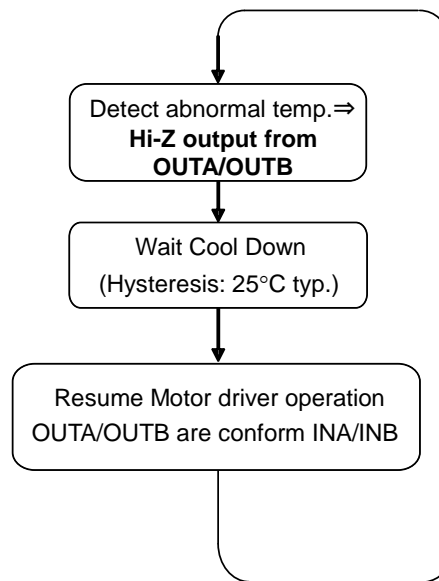 Detect abnormal temp.⇒
Hi-Z output from
OUTA/OUTB
Wait Cool Down
(Hysteresis: 25°C typ.)
Resume Motor driver operation
OUTA/OUTB are conform INA/INB